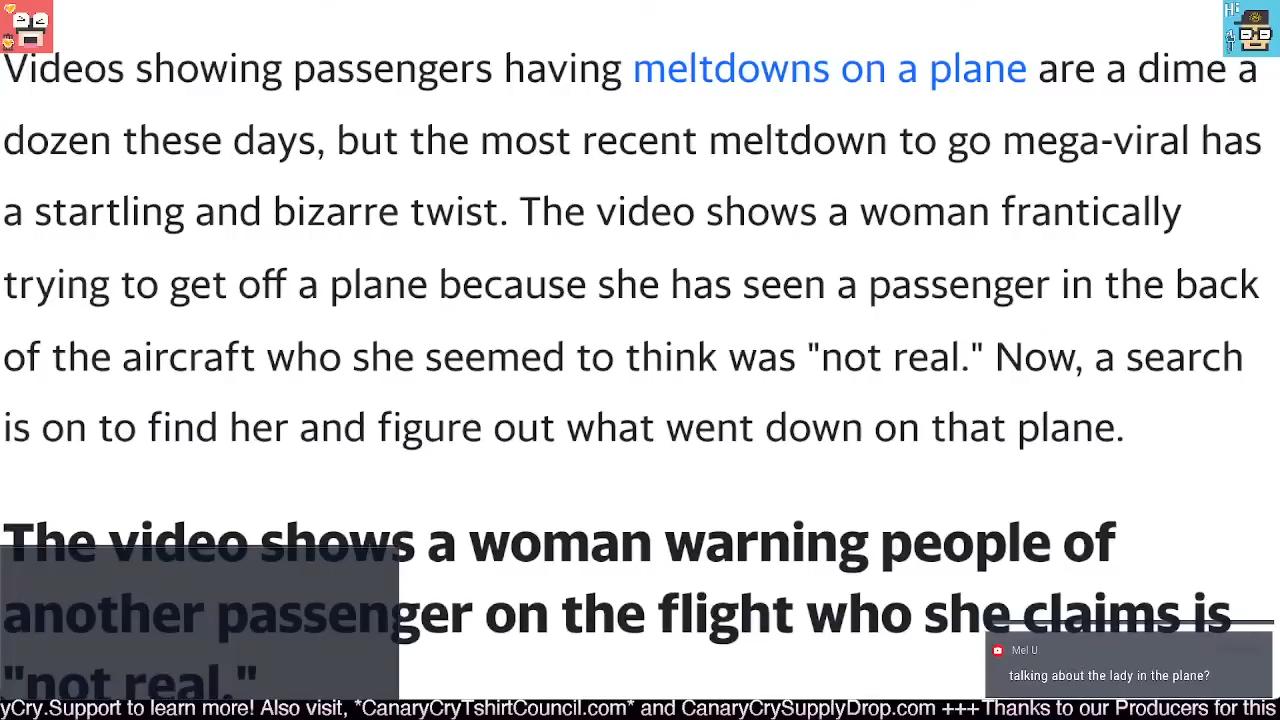 Hi
Videos showing passengers having meltdowns on a plane are a dime a
dozen these days, but the most recent meltdown to go mega-viral has
a startling and bizarre twist. The video shows a woman frantically
trying to get off a plane because she has seen a passenger in the back
of the aircraft who she seemed to think was "not real." Now, a search
is on to find her and figure out what went down on that plane.
The video shows a woman warning people of
another passenger on the flight who she claims is
"not real."
Mel U
talking about the lady in the plane?
yCry.Support to learn more! Also visit, *CanaryCryTshirtCouncil.com* and CanaryCrySupplyDrop.com +++ Thanks to our Producers for this